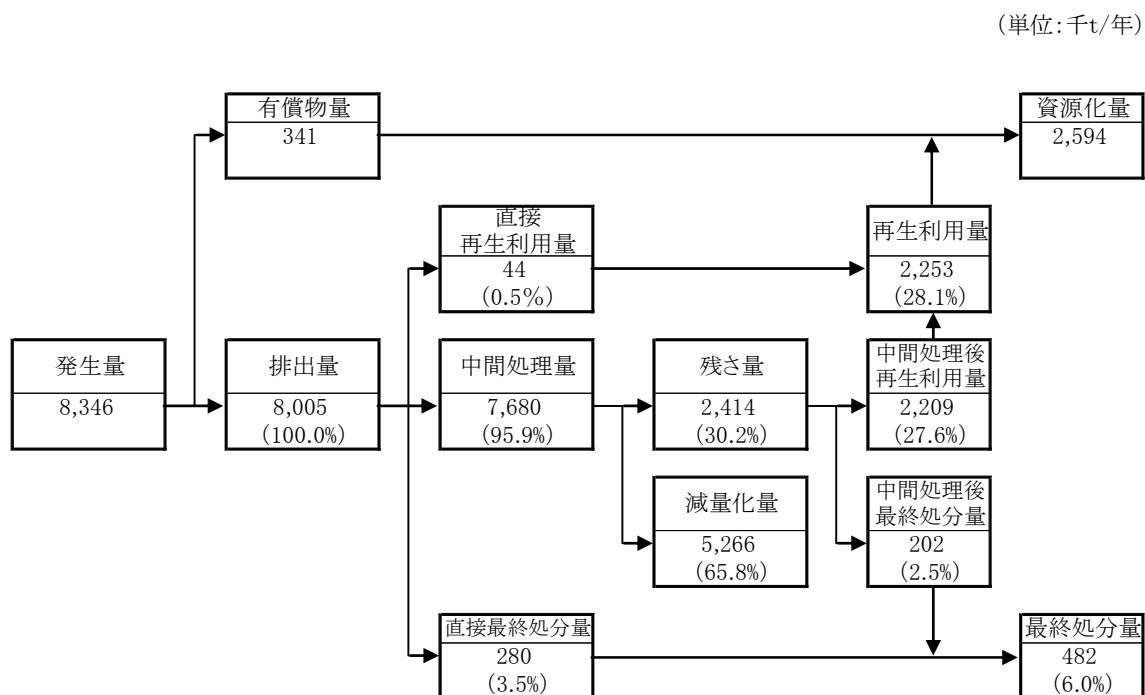 (単位:千t/年)
有償物量
341
資源化量
2,594
直接
再生利用量
44
(0.5%)
再生利用量
2,253
(28.1%)
発生量
8,346
排出量
8,005
(100.0%)
中間処理量
7,680
(95.9%)
残さ量
2,414
(30.2%)
中間処理後
再生利用量
2,209
(27.6%)
減量化量
5,266
(65.8%)
中間処理後
最終処分量
202
(2.5%)
直接最終処分量
280
(3.5%)
最終処分量
482
(6.0%)